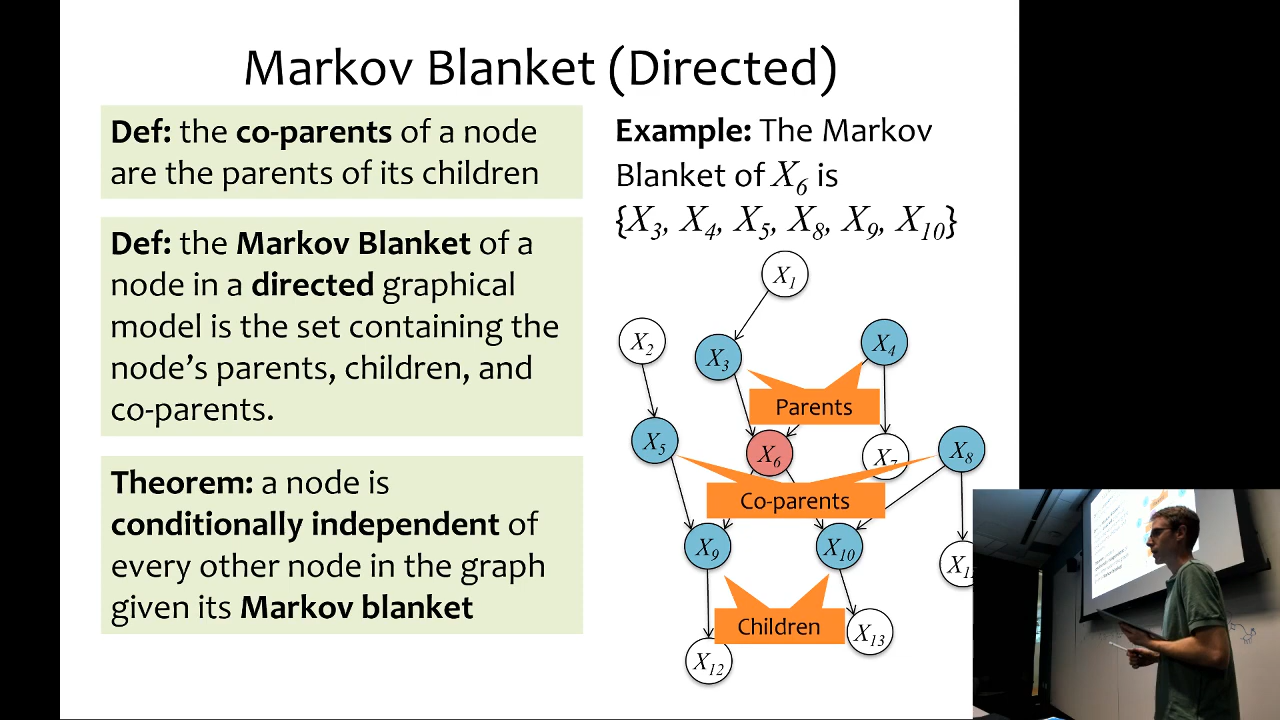 Markov Blanket (Directed)
Def: the co-parents of a node
are the parents of its children
Def: the Markov Blanket of a
node in a directed graphical
model is the set containing the
node’s parents, children, and
co-parents.
Theorem: a node is
conditionally independent of
every other node in the graph
given its Markov blanket
Example: The Markov
Blanket of X6 is
{X3, X4, X5, X8, X9, X10}
X1
X2
X3
X4
Parents
X5
X6
X7
X8
Co-parents
X9
X10
Children
X13
X12